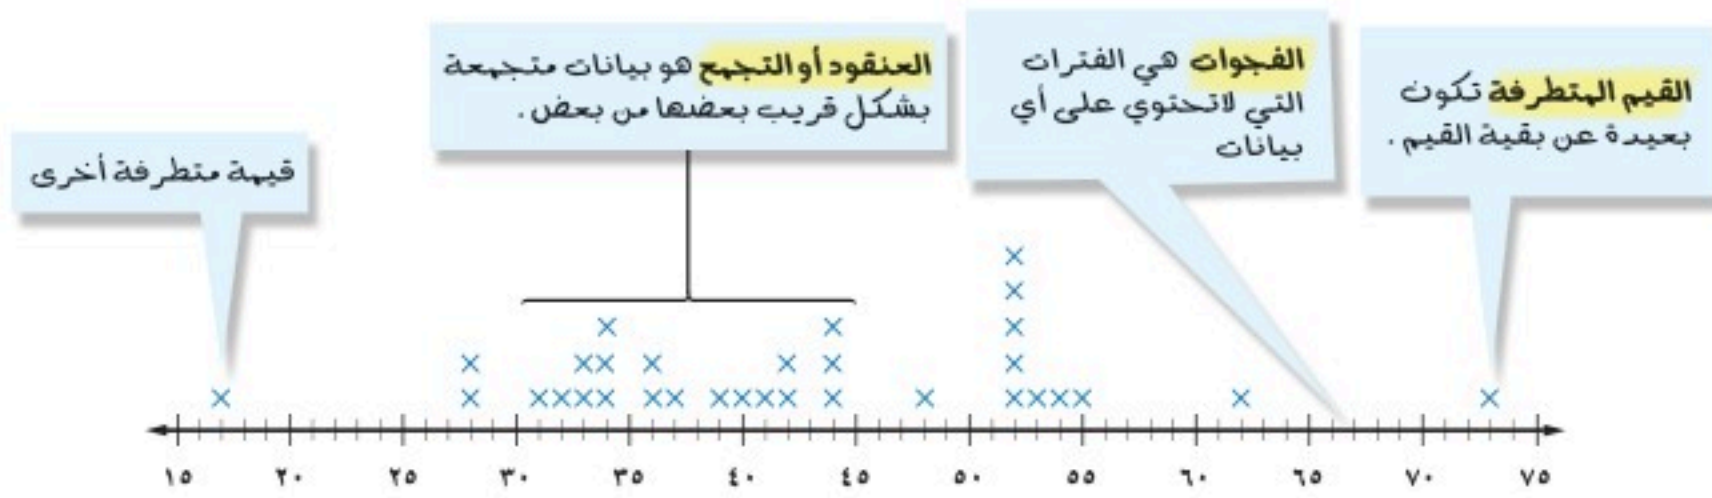 القيم المتطرفة تكون
بعيدة عن بقية القيم.
الفجوات هي الفترات
التي لاتحتوي على أي
بيانات
العنقود أو التجمع هو بيانات متجمعة
بشكل قريب بعضها من بعض.
قيمة متطرفة أخرى
١٥ ٢٠ ٢٥ ٣٠ ٣٥ ٤٠ ٤٥ ٥٠ ٥٥ ٦٠ ٦٥ ٧٠ ٧٥